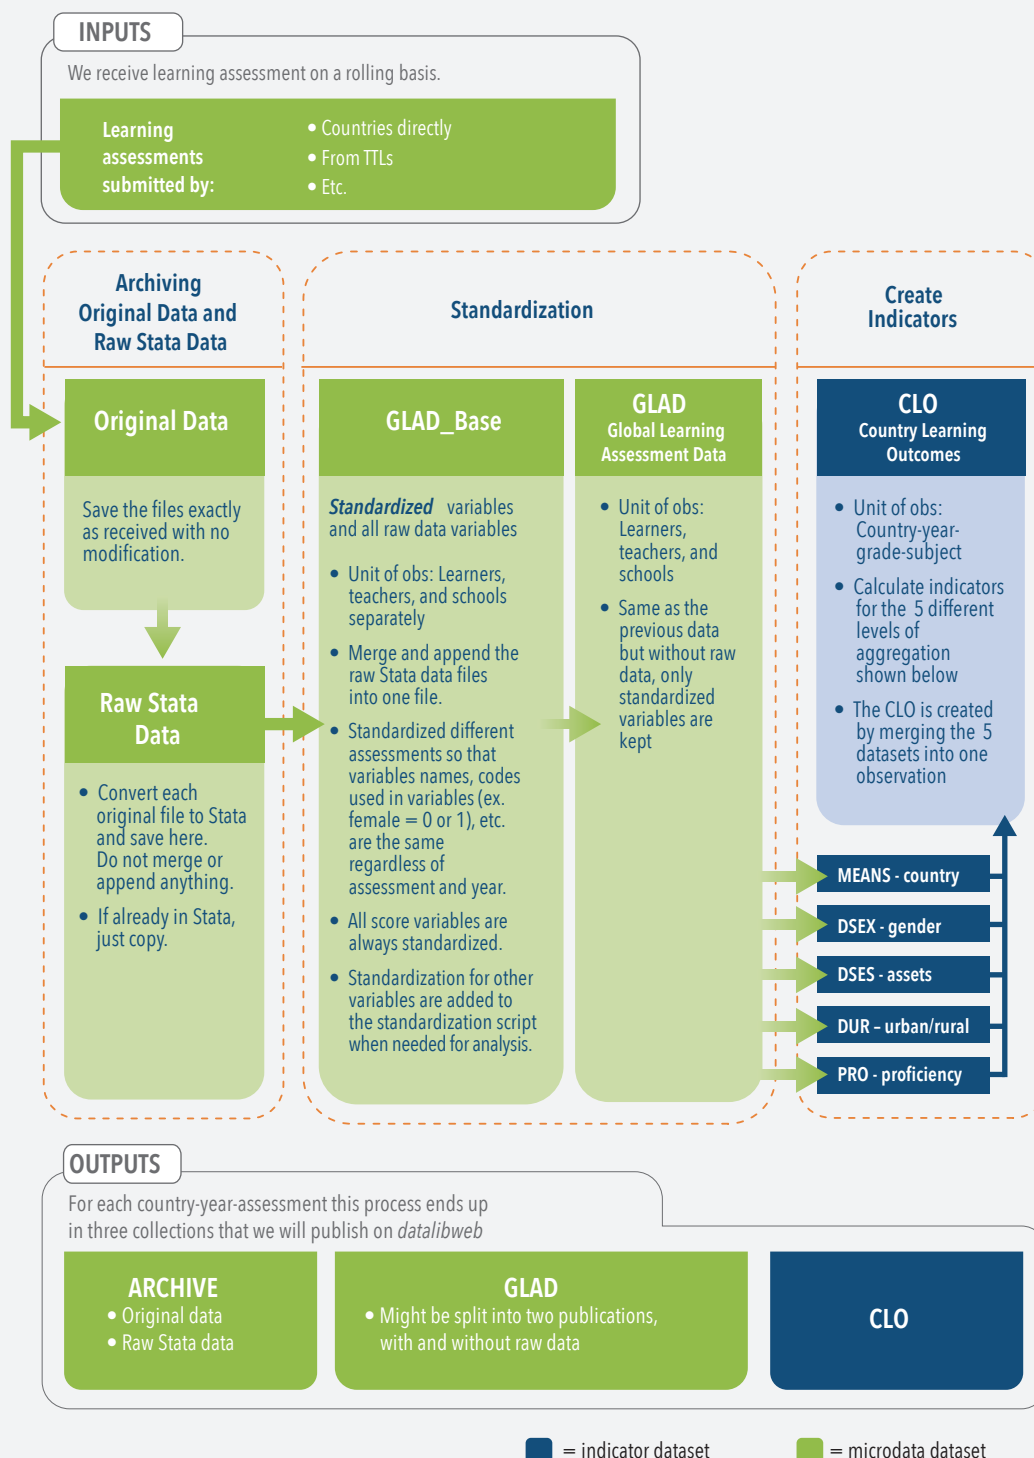 INPUTS
We receive learning assessment on a rolling basis.
Learning
assessments
submitted by:
• Countries directly
• From TTLs
• Etc.
Archiving
Original Data and
Raw Stata Data
Original Data
Save the files exactly
as received with no
modification.
Raw Stata
Data
• Convert each
original file to Stata
and save here.
Do not merge or
append anything.
• If already in Stata,
just copy.
Standardization
GLAD_Base
Standardized variables
and all raw data variables
• Unit of obs: Learners,
teachers, and schools
separately
• Merge and append the
raw Stata data files
into one file.
• Standardized different
assessments so that
variables names, codes
used in variables (ex.
female = 0 or 1), etc.
are the same
regardless of
assessment and year.
• All score variables are
always standardized.
• Standardization for other
variables are added to
the standardization script
when needed for analysis.
GLAD
Global Learning
Assessment Data
• Unit of obs:
Learners,
teachers, and
schools
• Same as the
previous data
but without raw
data, only
standardized
variables are
kept
Create
Indicators
CLO
Country Learning
Outcomes
• Unit of obs:
Country-year-
grade-subject
• Calculate indicators
for the 5 different
levels of
aggregation
shown below
• The CLO is created
by merging the 5
datasets into one
observation
MEANS - country
DSEX - gender
DSES - assets
DUR – urban/rural
PRO - proficiency
OUTPUTS
For each country-year-assessment this process ends up
in three collections that we will publish on datalibweb
ARCHIVE
• Original data
• Raw Stata data
GLAD
• Might be split into two publications,
with and without raw data
CLO
= indicator dataset
= microdata dataset